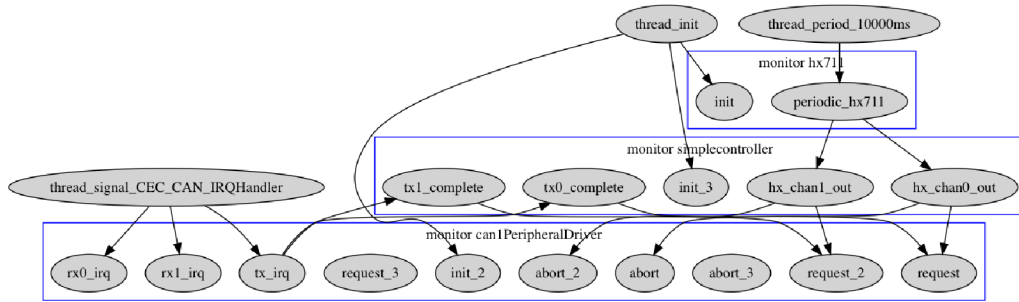 thread_init
thread_period_10000ms
monitor hx711
init
periodic_hx711
monitor simplecontroller
thread_signal_CEC_CAN_IRQHandler
tx1_complete
tx0_complete
init_3
hx_chan1_out
hx_chan0_out
monitor can1PeripheralDriver
rx0_irq
rx1_irq
tx_irq
request_3
init_2
abort_2
abort
abort_3
request_2
request